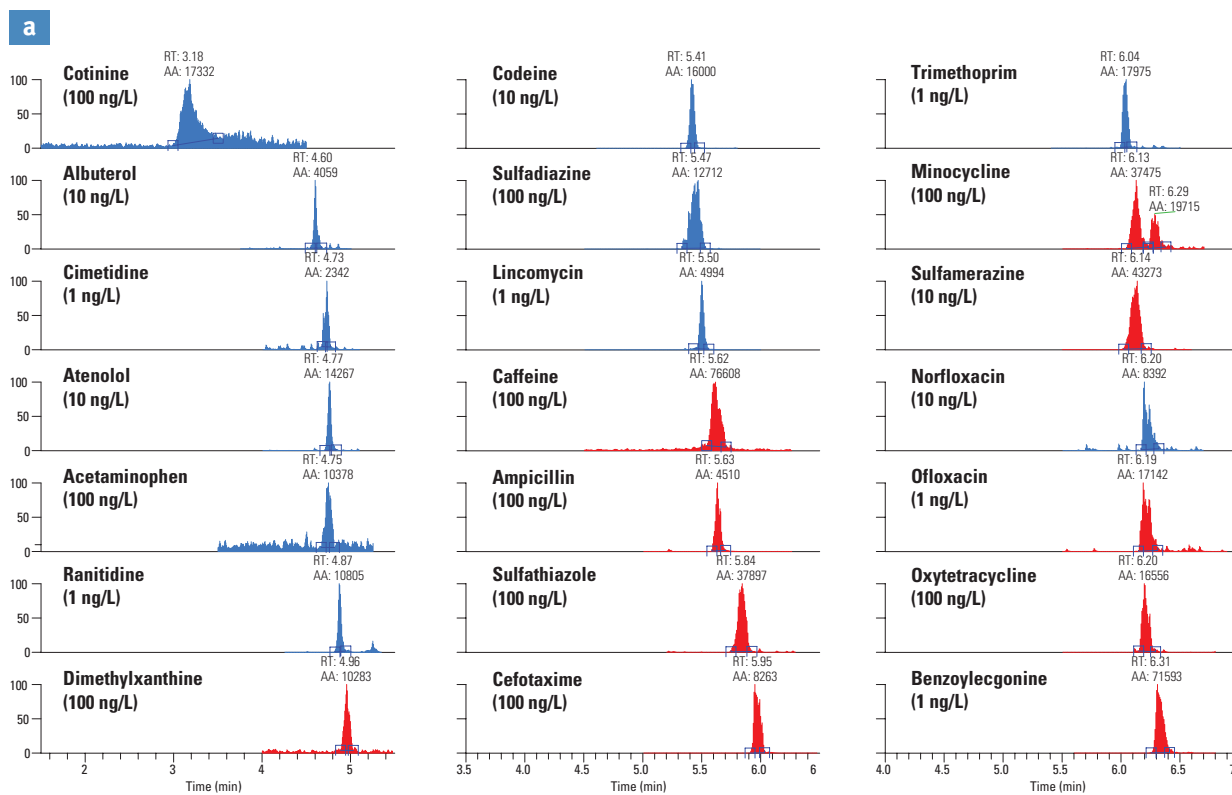 a
Cotinine
(100 ng/L)
RT: 3.18
AA: 17332
100
50
0
Albuterol
(10 ng/L)
RT: 4.60
AA: 4059
100
50
0
Cimetidine
(1 ng/L)
RT: 4.73
AA: 2342
100
50
0
Atenolol
(10 ng/L)
RT: 4.77
AA: 14267
100
50
0
Acetaminophen
(100 ng/L)
RT: 4.75
AA: 10378
100
50
0
Ranitidine
(1 ng/L)
RT: 4.87
AA: 10805
100
50
0
Dimethylxanthine
(100 ng/L)
RT: 4.96
AA: 10283
100
50
0
2 3 4 5
Time (min)
Codeine
(10 ng/L)
RT: 5.41
AA: 16000
Sulfadiazine
(100 ng/L)
RT: 5.47
AA: 12712
Lincomycin
(1 ng/L)
RT: 5.50
AA: 4994
Caffeine
(100 ng/L)
RT: 5.62
AA: 76608
Ampicillin
(100 ng/L)
RT: 5.63
AA: 4510
Sulfathiazole
(100 ng/L)
RT: 5.84
AA: 37897
Cefotaxime
(100 ng/L)
RT: 5.95
AA: 8263
3.5 4.0 4.5 5.0 5.5 6.0 6
Time (min)
Trimethoprim
(1 ng/L)
RT: 6.04
AA: 17975
Minocycline
(100 ng/L)
RT: 6.13
AA: 37475
RT: 6.29
AA: 19715
Sulfamerazine
(10 ng/L)
RT: 6.14
AA: 43273
Norfloxacin
(10 ng/L)
RT: 6.20
AA: 8392
Ofloxacin
(1 ng/L)
RT: 6.19
AA: 17142
Oxytetracycline
(100 ng/L)
RT: 6.20
AA: 16556
Benzoylecgonine
(1 ng/L)
RT: 6.31
AA: 71593
4.0 4.5 5.0 5.5 6.0 6.5
Time (min)